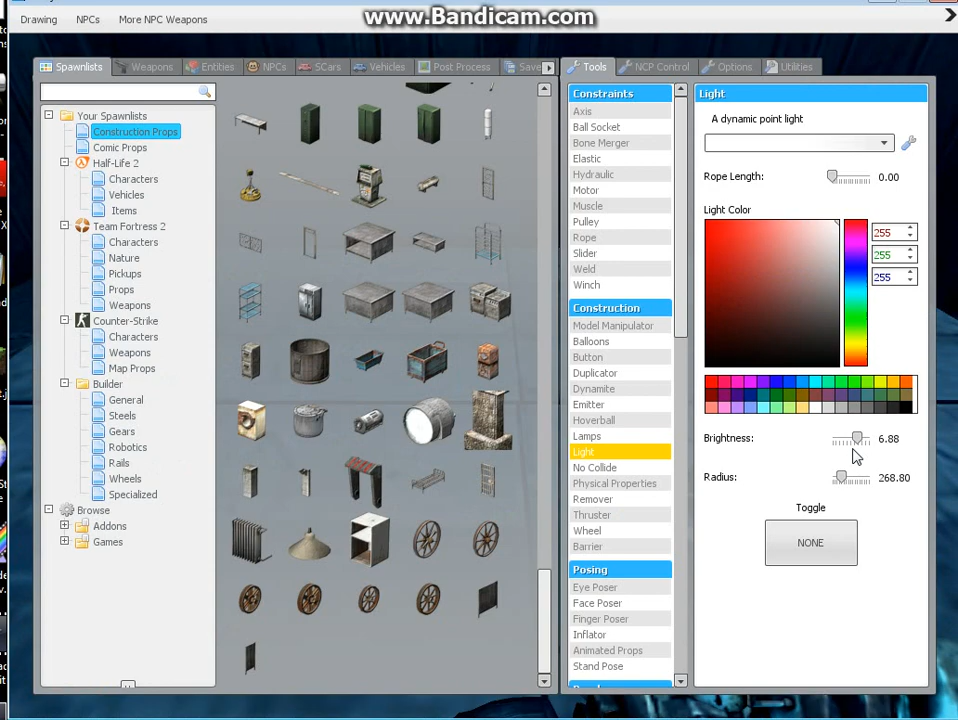 www.Bandicam.com
Drawing NPCs More NPC Weapons
Spawnlists Weapons Entities NPCs SCars Vehicles Post Process Save
Your Spawnlists
Construction Props
Comic Props
Half-Life 2
Characters
Vehicles
Items
Team Fortress 2
Characters
Nature
Pickups
Props
Weapons
Counter-Strike
Characters
Weapons
Map Props
Builder
General
Steels
Gears
Robotics
Rails
Wheels
Specialized
Browse
Addons
Games
Tools NCP Control Options Utilities
Constraints
Axis
Ball Socket
Bone Merger
Elastic
Hydraulic
Motor
Muscle
Pulley
Rope
Slider
Weld
Winch
Construction
Model Manipulator
Balloons
Button
Duplicator
Dynamite
Emitter
Hoverball
Lamps
Light
No Collide
Physical Properties
Remover
Thruster
Wheel
Barrier
Posing
Eye Poser
Face Poser
Finger Poser
Inflator
Animated Props
Stand Pose
Light
A dynamic point light
Rope Length: 0.00
Light Color
255
255
255
Brightness: 6.88
Radius: 268.80
Toggle
NONE